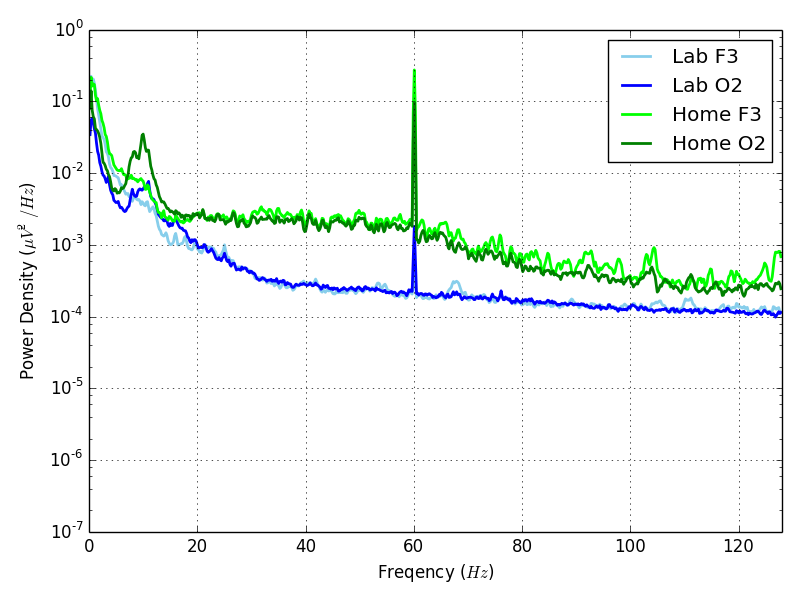 10^0
10^-1
10^-2
10^-3
10^-4
10^-5
10^-6
10^-7
Power Density (μV² / Hz)
Lab F3
Lab O2
Home F3
Home O2
0 20 40 60 80 100 120
Freqency (Hz)